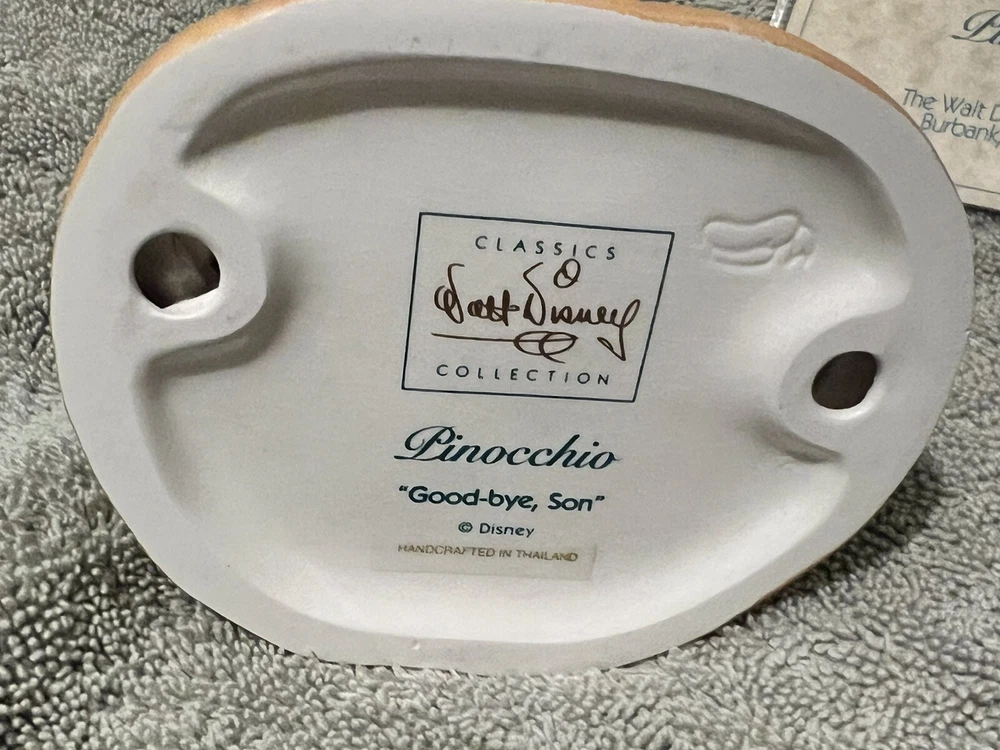 CLASSICS
Walt Disney
COLLECTION
Pinocchio
"Good-bye, Son"
© Disney
HANDCRAFTED IN THAILAND
The Walt
Burbank,